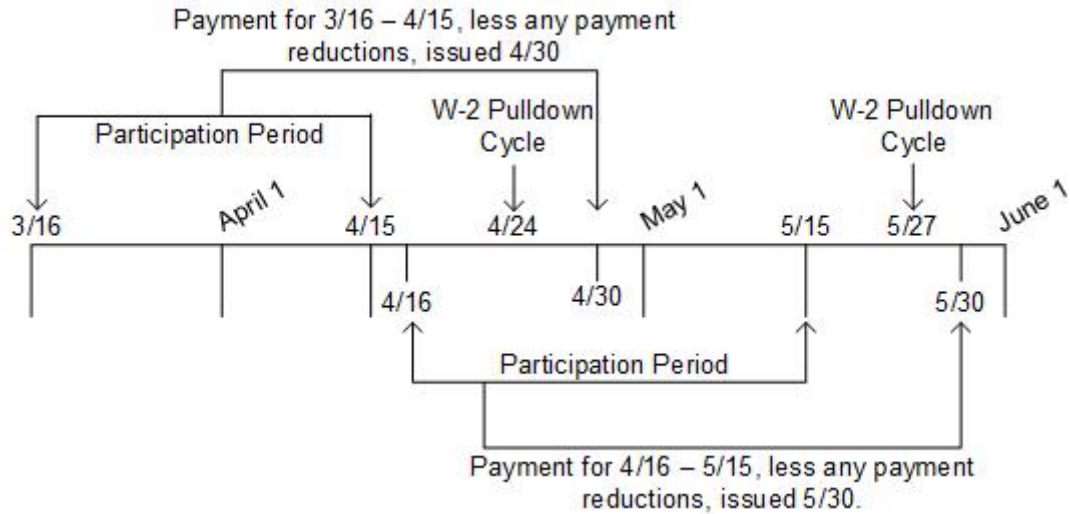 Payment for 3/16 – 4/15, less any payment
reductions, issued 4/30
W-2 Pulldown
Cycle
W-2 Pulldown
Cycle
Participation Period
3/16
April 1
4/15
4/24
May 1
5/15
5/27
June 1
4/16
4/30
5/30
Participation Period
Payment for 4/16 – 5/15, less any payment
reductions, issued 5/30.